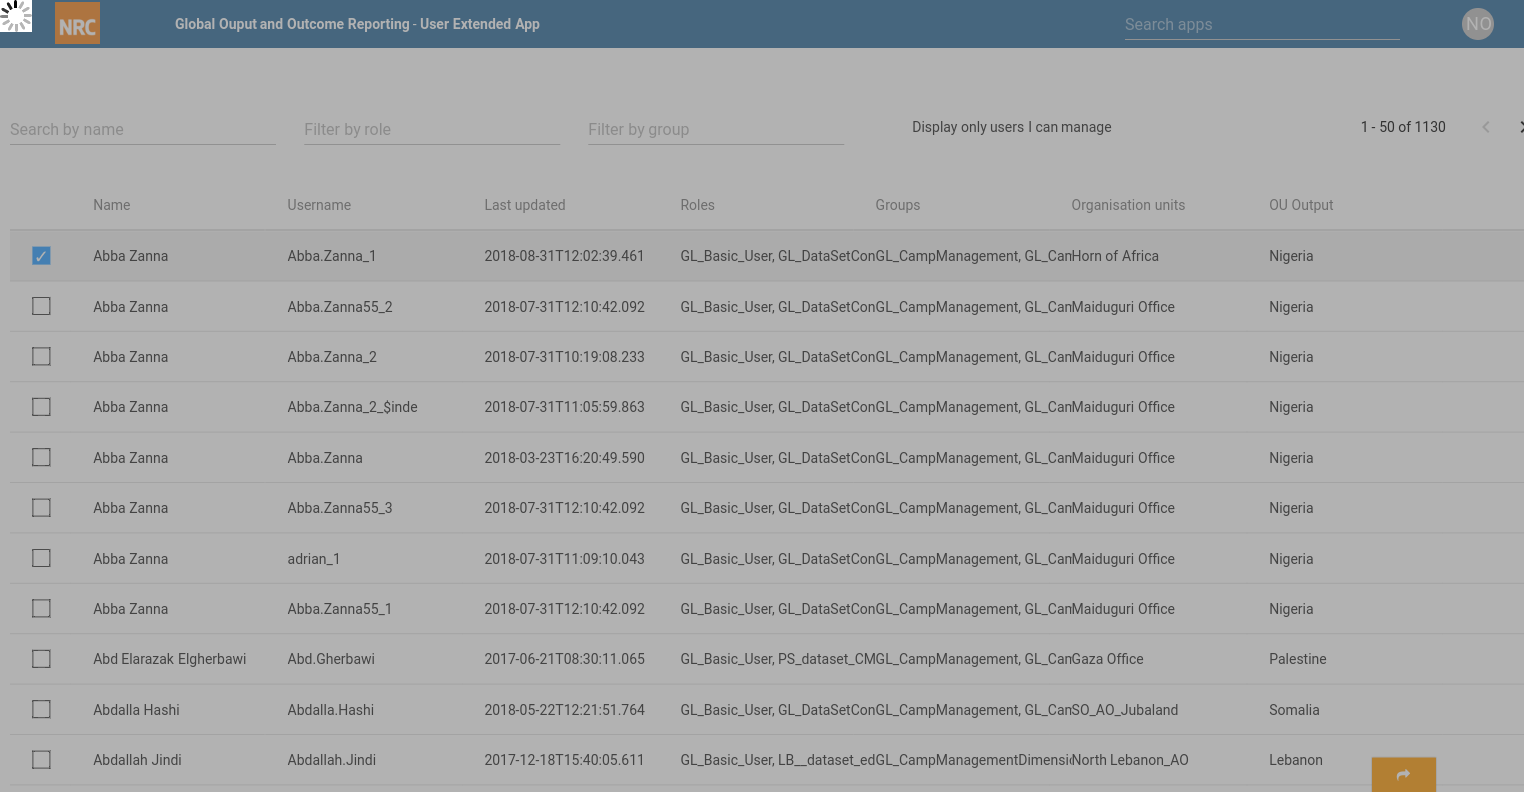 NRC Global Ouput and Outcome Reporting - User Extended App Search apps NO
Search by name Filter by role Filter by group Display only users I can manage 1 - 50 of 1130
Name Username Last updated Roles Groups Organisation units OU Output
Abba Zanna Abba.Zanna_1 2018-08-31T12:02:39.461 GL_Basic_User, GL_DataSetCon GL_CampManagement, GL_Can Horn of Africa Nigeria
Abba Zanna Abba.Zanna55_2 2018-07-31T12:10:42.092 GL_Basic_User, GL_DataSetCon GL_CampManagement, GL_Can Maiduguri Office Nigeria
Abba Zanna Abba.Zanna_2 2018-07-31T10:19:08.233 GL_Basic_User, GL_DataSetCon GL_CampManagement, GL_Can Maiduguri Office Nigeria
Abba Zanna Abba.Zanna_2_$inde 2018-07-31T11:05:59.863 GL_Basic_User, GL_DataSetCon GL_CampManagement, GL_Can Maiduguri Office Nigeria
Abba Zanna Abba.Zanna 2018-03-23T16:20:49.590 GL_Basic_User, GL_DataSetCon GL_CampManagement, GL_Can Maiduguri Office Nigeria
Abba Zanna Abba.Zanna55_3 2018-07-31T12:10:42.092 GL_Basic_User, GL_DataSetCon GL_CampManagement, GL_Can Maiduguri Office Nigeria
Abba Zanna adrian_1 2018-07-31T11:09:10.043 GL_Basic_User, GL_DataSetCon GL_CampManagement, GL_Can Maiduguri Office Nigeria
Abba Zanna Abba.Zanna55_1 2018-07-31T12:10:42.092 GL_Basic_User, GL_DataSetCon GL_CampManagement, GL_Can Maiduguri Office Nigeria
Abd Elarazak Elgherbawi Abd.Gherbawi 2017-06-21T08:30:11.065 GL_Basic_User, PS_dataset_CM GL_CampManagement, GL_Can Gaza Office Palestine
Abdalla Hashi Abdalla.Hashi 2018-05-22T12:21:51.764 GL_Basic_User, GL_DataSetCon GL_CampManagement, GL_Can SO_AO_Jubaland Somalia
Abdallah Jindi Abdallah.Jindi 2017-12-18T15:40:05.611 GL_Basic_User, LB__dataset_ed GL_CampManagementDimensi North Lebanon_AO Lebanon